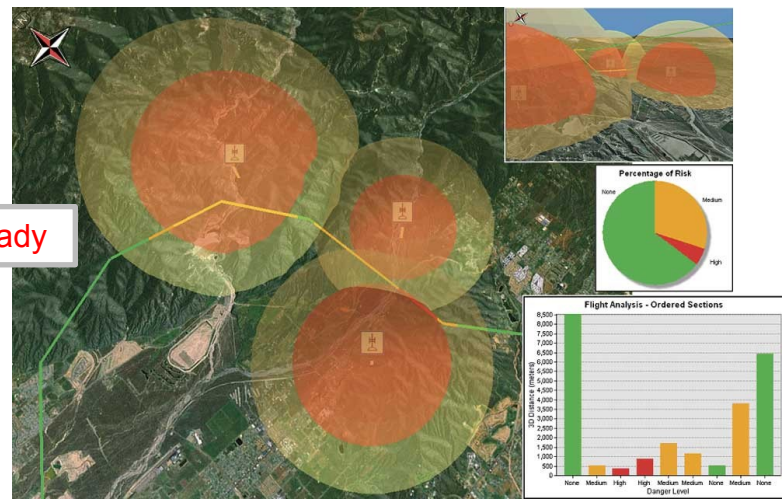 ady
Percentage of Risk
None
Medium
High
Flight Analysis - Ordered Sections
3D Distance (meters)
8,500
8,000
7,500
7,000
6,500
6,000
5,500
5,000
4,500
4,000
3,500
3,000
2,500
2,000
1,500
1,000
500
0
None Medium High High Medium Medium None Medium None
Danger Level